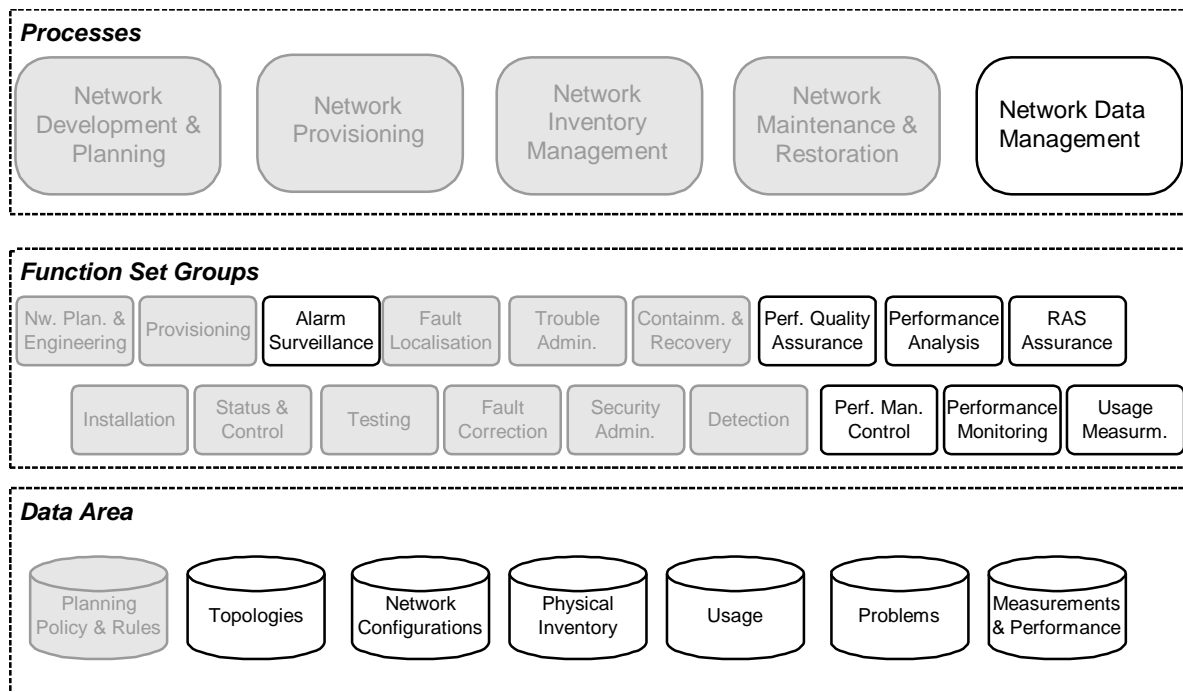 Processes
Network
Development &
Planning
Network
Provisioning
Network
Inventory
Management
Network
Maintenance &
Restoration
Network Data
Management
Function Set Groups
Nw. Plan. &
Engineering
Provisioning
Alarm
Surveillance
Fault
Localisation
Trouble
Admin.
Containm. &
Recovery
Perf. Quality
Assurance
Performance
Analysis
RAS
Assurance
Installation
Status &
Control
Testing
Fault
Correction
Security
Admin.
Detection
Perf. Man.
Control
Performance
Monitoring
Usage
Measurm.
Data Area
Planning
Policy & Rules
Topologies
Network
Configurations
Physical
Inventory
Usage
Problems
Measurements
& Performance